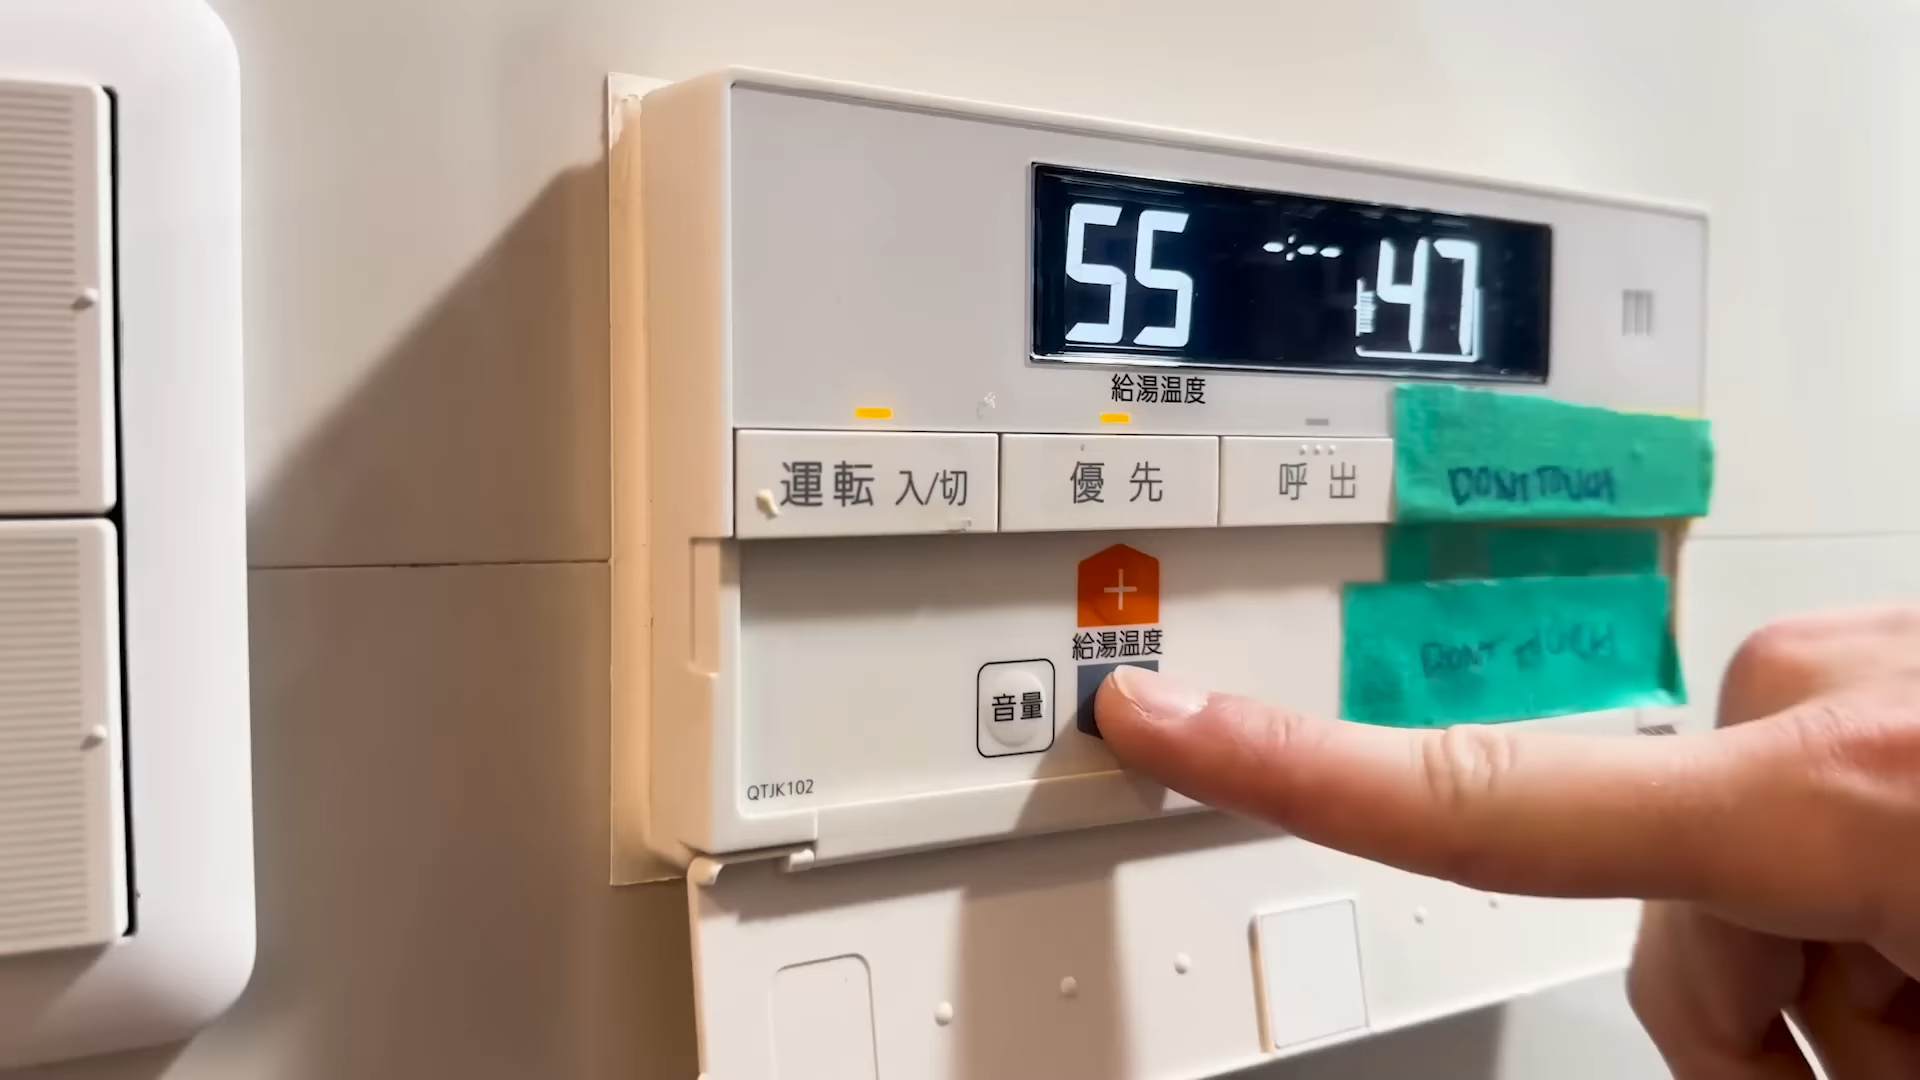 55 -:-- 47
給湯温度
運転 入/切
優先
呼出
DONT TOUCH
+
給湯温度
DONT TOUCH
音量
QTJK102